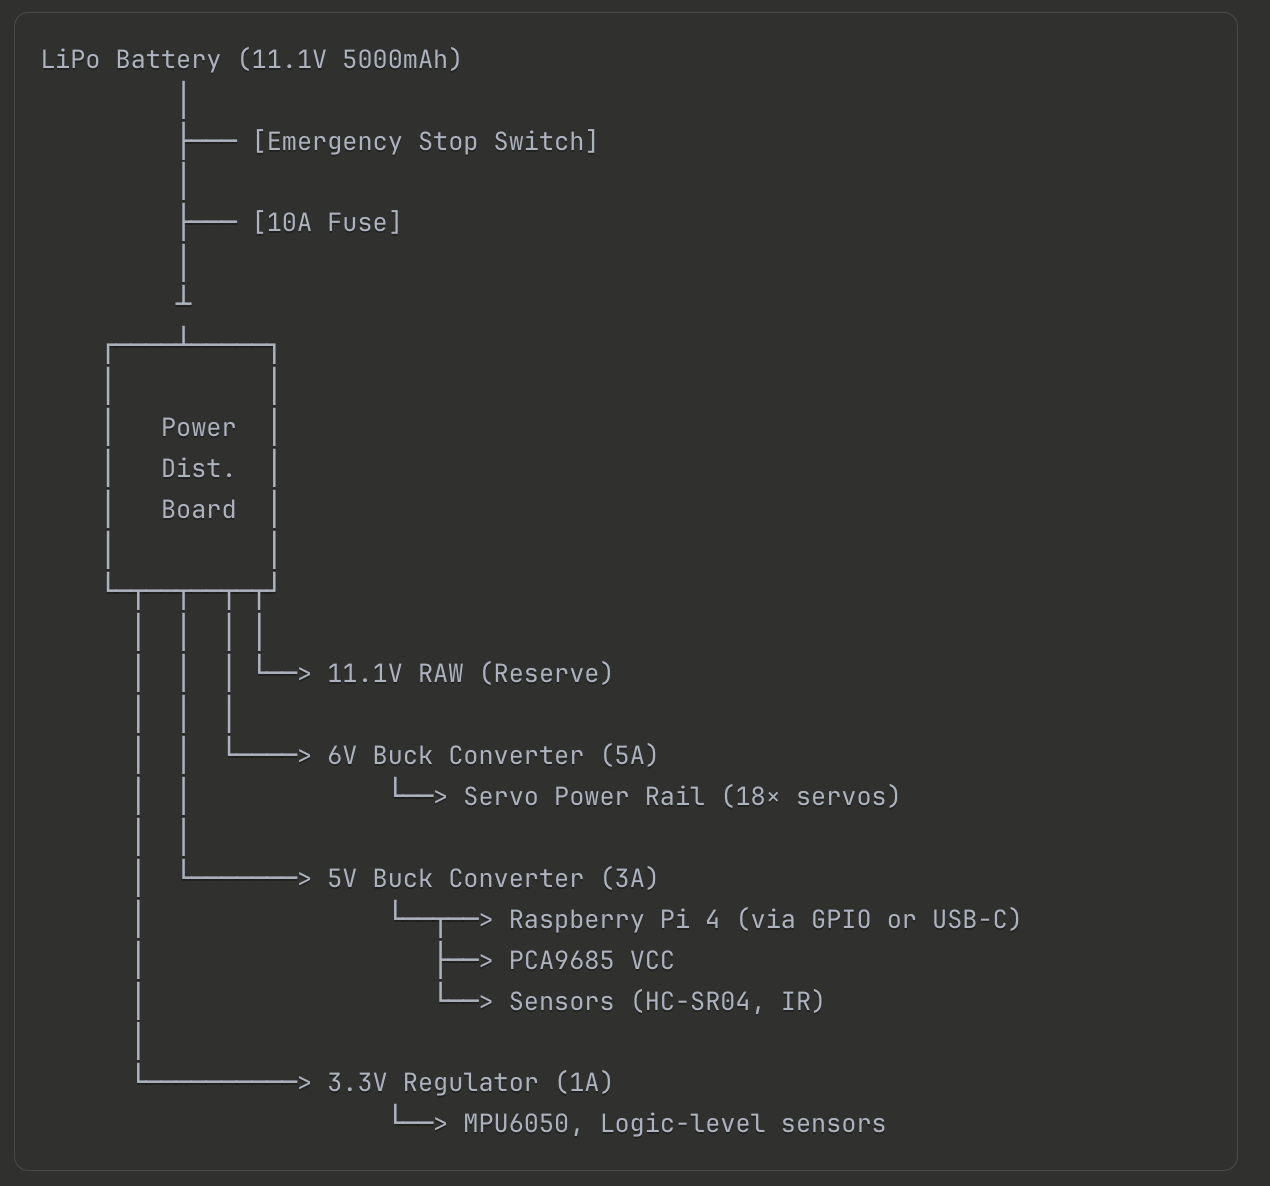 LiPo Battery (11.1V 5000mAh)
[Emergency Stop Switch]
[10A Fuse]
Power
Dist.
Board
11.1V RAW (Reserve)
6V Buck Converter (5A)
Servo Power Rail (18× servos)
5V Buck Converter (3A)
Raspberry Pi 4 (via GPIO or USB-C)
PCA9685 VCC
Sensors (HC-SR04, IR)
3.3V Regulator (1A)
MPU6050, Logic-level sensors